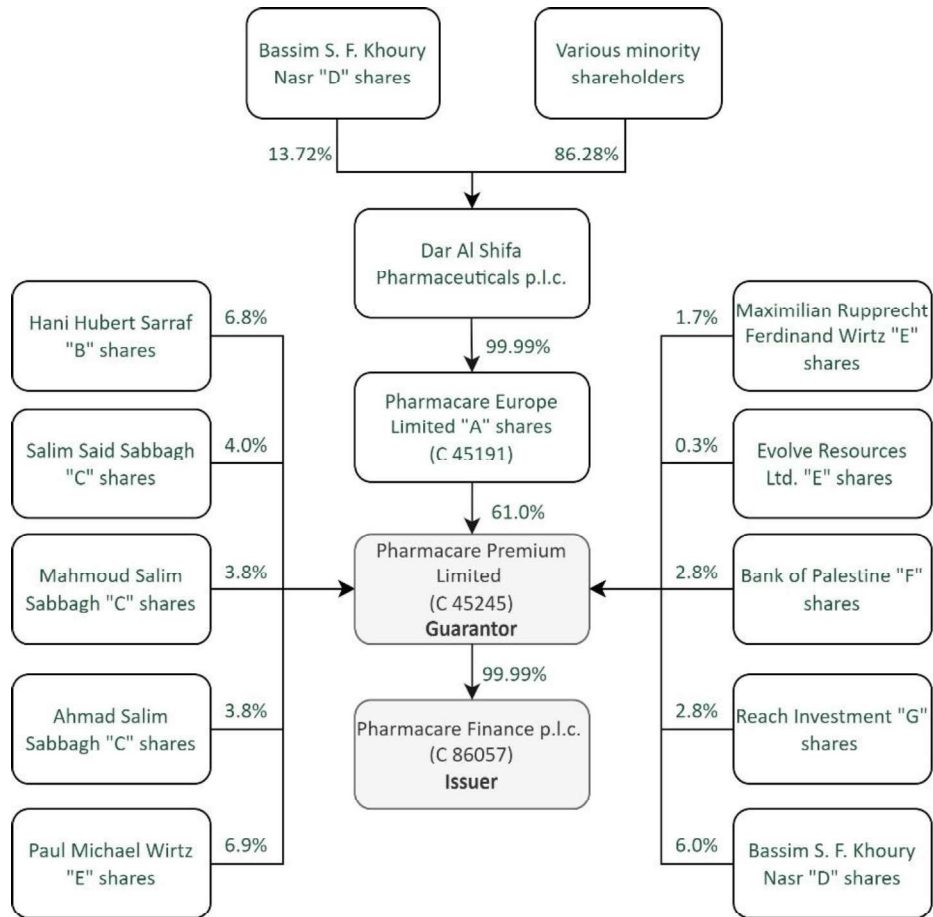 Bassim S. F. Khoury
Nasr "D" shares
Various minority
shareholders
13.72%
86.28%
Dar Al Shifa
Pharmaceuticals p.l.c.
99.99%
Pharmacare Europe
Limited "A" shares
(C 45191)
61.0%
Pharmacare Premium
Limited
(C 45245)
Guarantor
99.99%
Pharmacare Finance p.l.c.
(C 86057)
Issuer
Hani Hubert Sarraf
"B" shares
6.8%
Salim Said Sabbagh
"C" shares
4.0%
Mahmoud Salim
Sabbagh "C" shares
3.8%
Ahmad Salim
Sabbagh "C" shares
3.8%
Paul Michael Wirtz
"E" shares
6.9%
1.7%
Maximilian Rupprecht
Ferdinand Wirtz "E"
shares
0.3%
Evolve Resources
Ltd. "E" shares
2.8%
Bank of Palestine "F"
shares
2.8%
Reach Investment "G"
shares
6.0%
Bassim S. F. Khoury
Nasr "D" shares